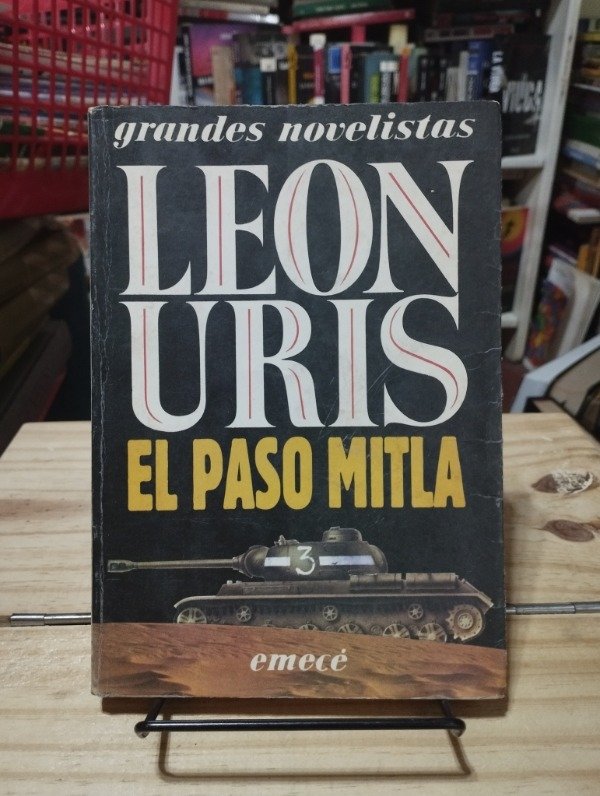 grandes novelistas
LEON
URIS
EL PASO MITLA
3
emecé